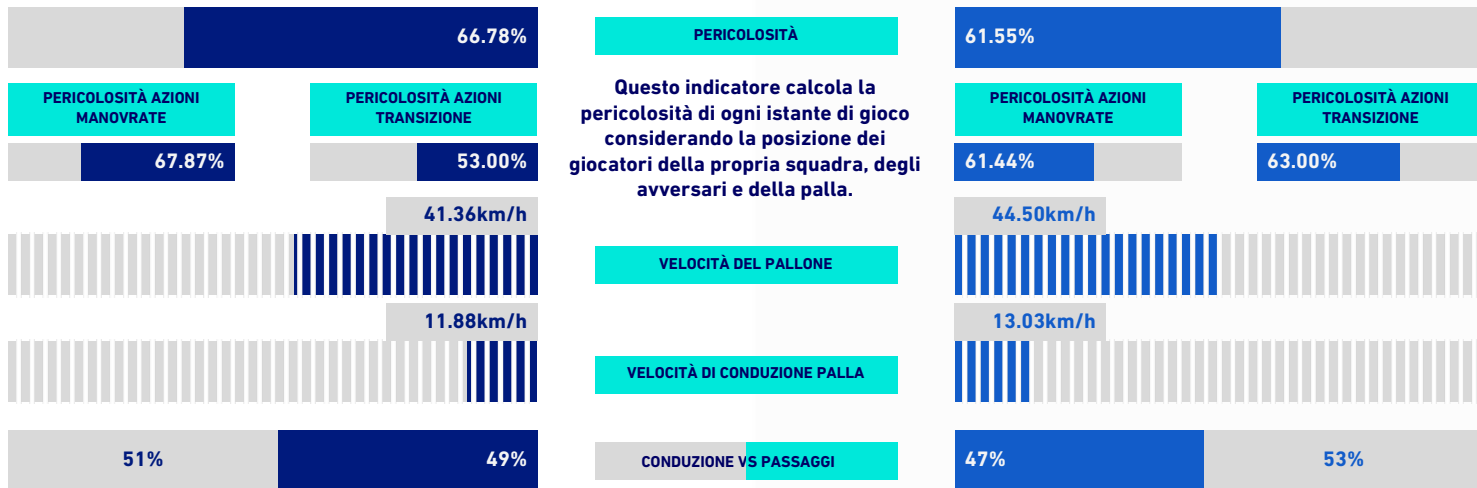 66.78%
PERICOLOSITÀ
61.55%
PERICOLOSITÀ AZIONI
MANOVRATE
67.87%
PERICOLOSITÀ AZIONI
TRANSIZIONE
53.00%
Questo indicatore calcola la
pericolosità di ogni istante di gioco
considerando la posizione dei
giocatori della propria squadra, degli
avversari e della palla.
PERICOLOSITÀ AZIONI
MANOVRATE
61.44%
PERICOLOSITÀ AZIONI
TRANSIZIONE
63.00%
41.36km/h
VELOCITÀ DEL PALLONE
44.50km/h
11.88km/h
VELOCITÀ DI CONDUZIONE PALLA
13.03km/h
51%
49%
CONDUZIONE VS PASSAGGI
47%
53%